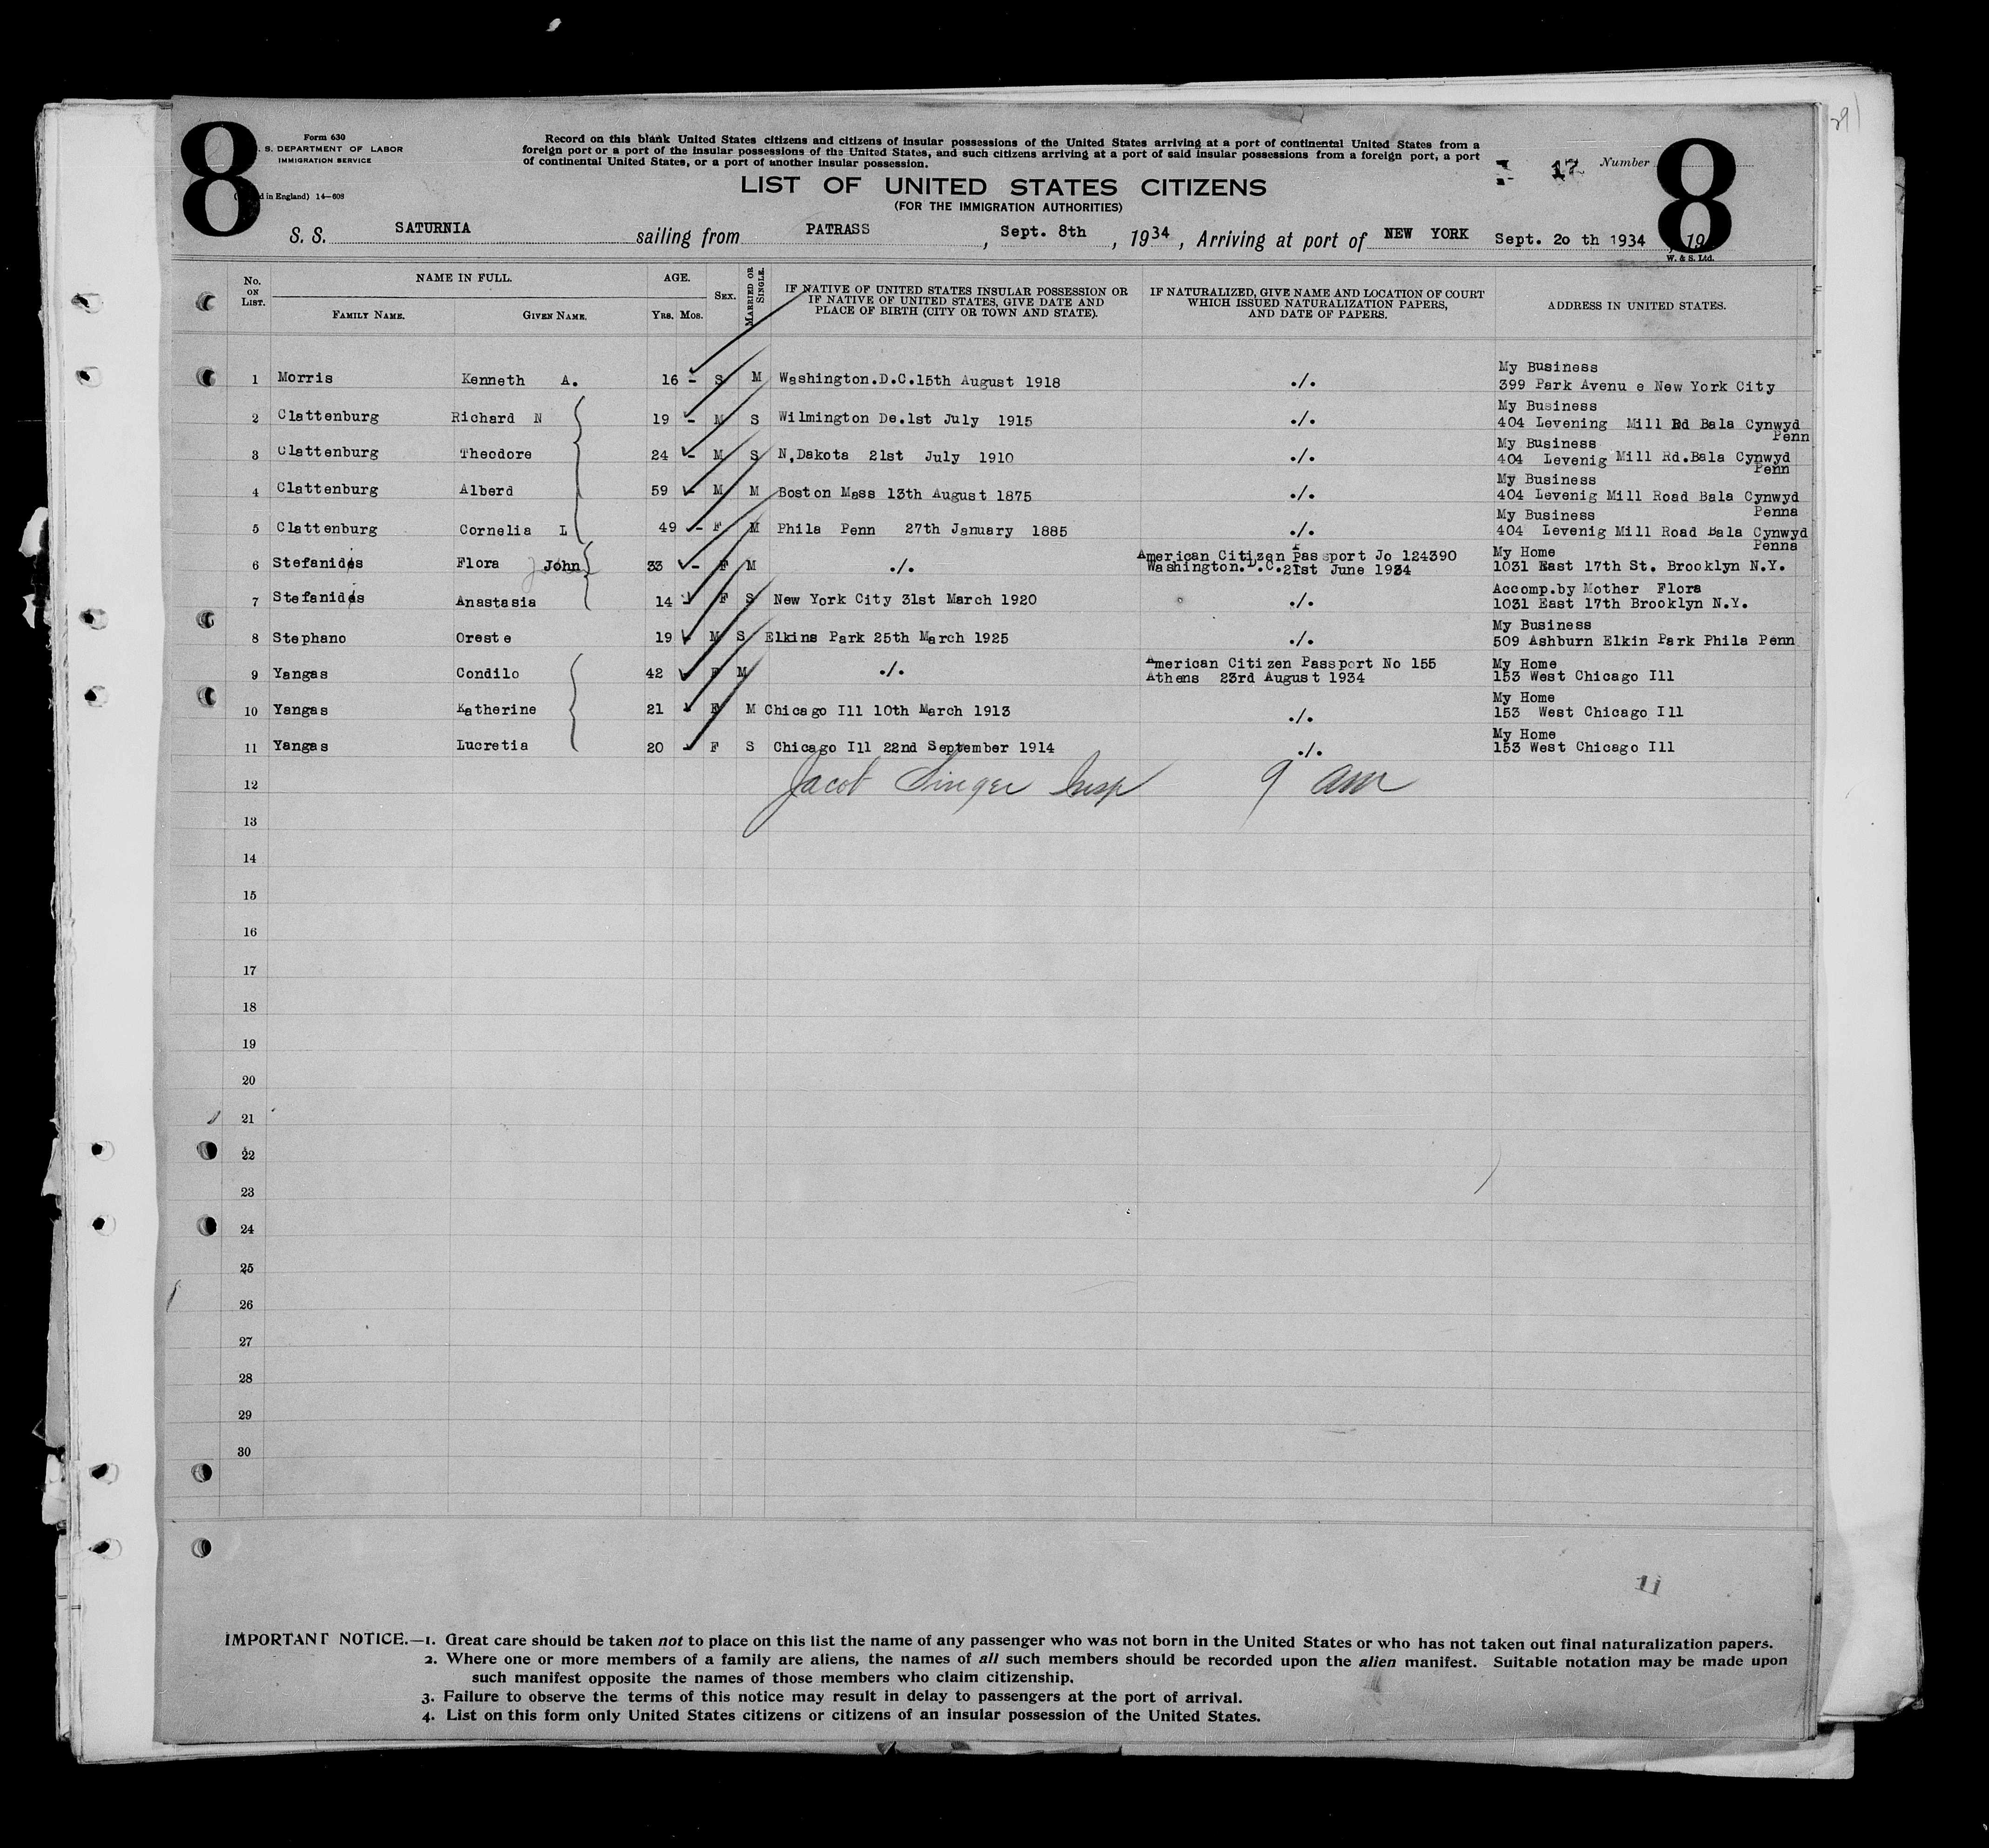 8
Form 630
. S. DEPARTMENT OF LABOR
IMMIGRATION SERVICE
d in England) 14—608
Record on this blank United States citizens and citizens of insular possessions of the United States arriving at a port of continental United States from a
foreign port or a port of the insular possessions of the United States, and such citizens arriving at a port of said insular possessions from a foreign port, a port
of continental United States, or a port of another insular possession.
LIST OF UNITED STATES CITIZENS
(FOR THE IMMIGRATION AUTHORITIES)
17 Number 8
S. S. SATURNIA sailing from PATRASS, Sept. 8th, 1934, Arriving at port of NEW YORK Sept. 20 th 1934, 19
W. & S. Ltd.
No. ON LIST. NAME IN FULL. AGE. SEX. MARRIED OR SINGLE. IF NATIVE OF UNITED STATES INSULAR POSSESSION OR IF NATIVE OF UNITED STATES, GIVE DATE AND PLACE OF BIRTH (CITY OR TOWN AND STATE). IF NATURALIZED, GIVE NAME AND LOCATION OF COURT WHICH ISSUED NATURALIZATION PAPERS, AND DATE OF PAPERS. ADDRESS IN UNITED STATES.
FAMILY NAME. GIVEN NAME. YRS. MOS.
My Business
1 Morris Kenneth A. 16 - S M Washington.D.C.15th August 1918 ./. 399 Park Avenu e New York City
My Business
2 Clattenburg Richard N 19 - M S Wilmington De.1st July 1915 ./. 404 Levening Mill Rd Bala Cynwyd
Penn
My Business
3 Clattenburg Theodore 24 - M S N.Dakota 21st July 1910 ./. 404 Levenig Mill Rd.Bala Cynwyd
Penn
My Business
4 Clattenburg Alberd 59 - M M Boston Mass 13th August 1875 ./. 404 Levenig Mill Road Bala Cynwyd
Penna
My Business
5 Clattenburg Cornelia L 49 - F M Phila Penn 27th January 1885 ./. 404 Levenig Mill Road Bala Cynwyd
Penna
American Citizen Passport Jo 124390 My Home
6 Stefanides Flora John 33 - F M ./. Washington.D.C.21st June 1934 1031 East 17th St. Brooklyn N.Y.
Accomp.by Mother Flora
7 Stefanides Anastasia 14 - F S New York City 31st March 1920 ./. 1031 East 17th Brooklyn N.Y.
My Business
8 Stephano Oreste 19 - M S Elkins Park 25th March 1925 ./. 509 Ashburn Elkin Park Phila Penn
American Citizen Passport No 155 My Home
9 Yangas Condilo 42 - F M ./. Athens 23rd August 1934 153 West Chicago Ill
My Home
10 Yangas Katherine 21 - F M Chicago Ill 10th March 1913 ./. 153 West Chicago Ill
My Home
11 Yangas Lucretia 20 - F S Chicago Ill 22nd September 1914 ./. 153 West Chicago Ill
12 Jacob Singer Insp 9 am
13
14
15
16
17
18
19
20
21
22
23
24
25
26
27
28
29
30
11
IMPORTANT NOTICE.—1. Great care should be taken not to place on this list the name of any passenger who was not born in the United States or who has not taken out final naturalization papers.
2. Where one or more members of a family are aliens, the names of all such members should be recorded upon the alien manifest. Suitable notation may be made upon
such manifest opposite the names of those members who claim citizenship.
3. Failure to observe the terms of this notice may result in delay to passengers at the port of arrival.
4. List on this form only United States citizens or citizens of an insular possession of the United States.